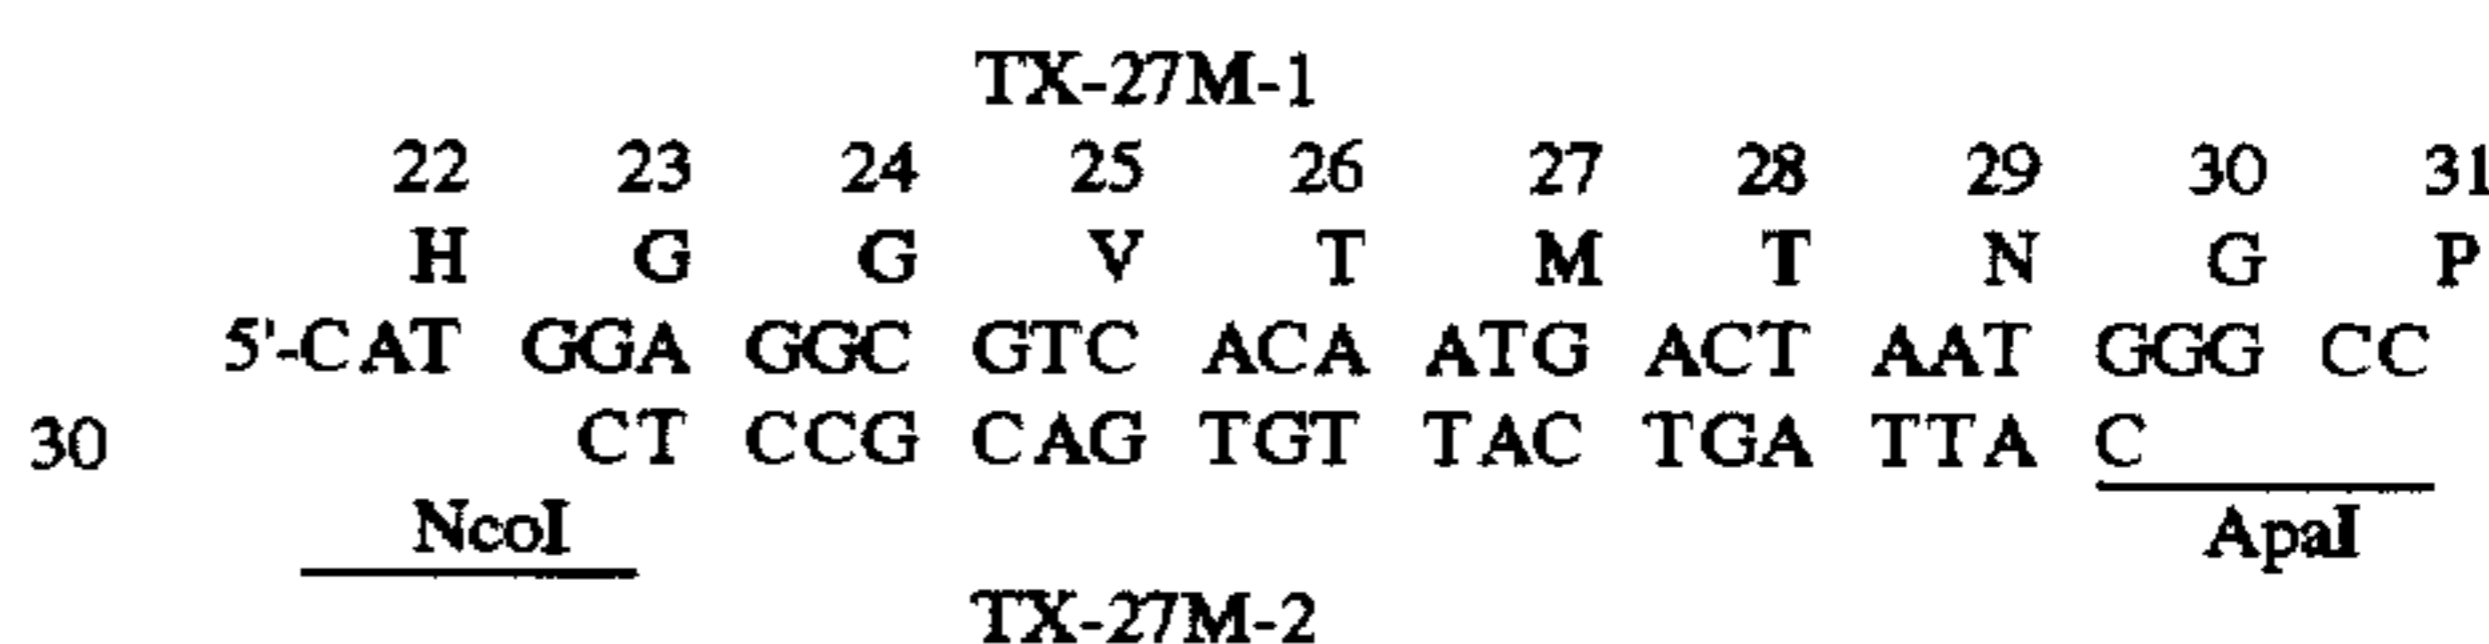 TX-27M-1
22 23 24 25 26 27 28 29 30 31
H G G V T M T N G P
5'-CAT GGA GGC GTC ACA ATG ACT AAT GGG CC
30 CT CCG CAG TGT TAC TGA TTA C
NcoI ApaI
TX-27M-2